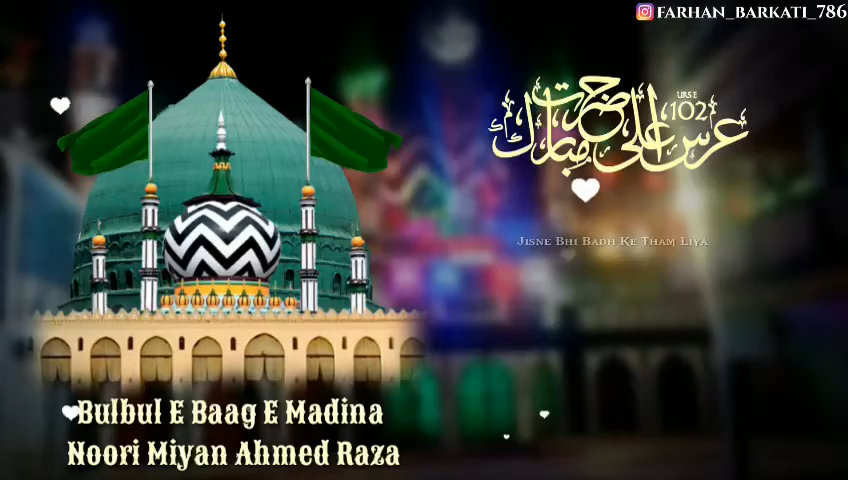 FARHAN_BARKATI_786
URS E
102
عرس اعلی حضرت مبارک
Jisne Bhi Badh Ke Tham Liya
Bulbul E Baag E Madina
Noori Miyan Ahmed Raza